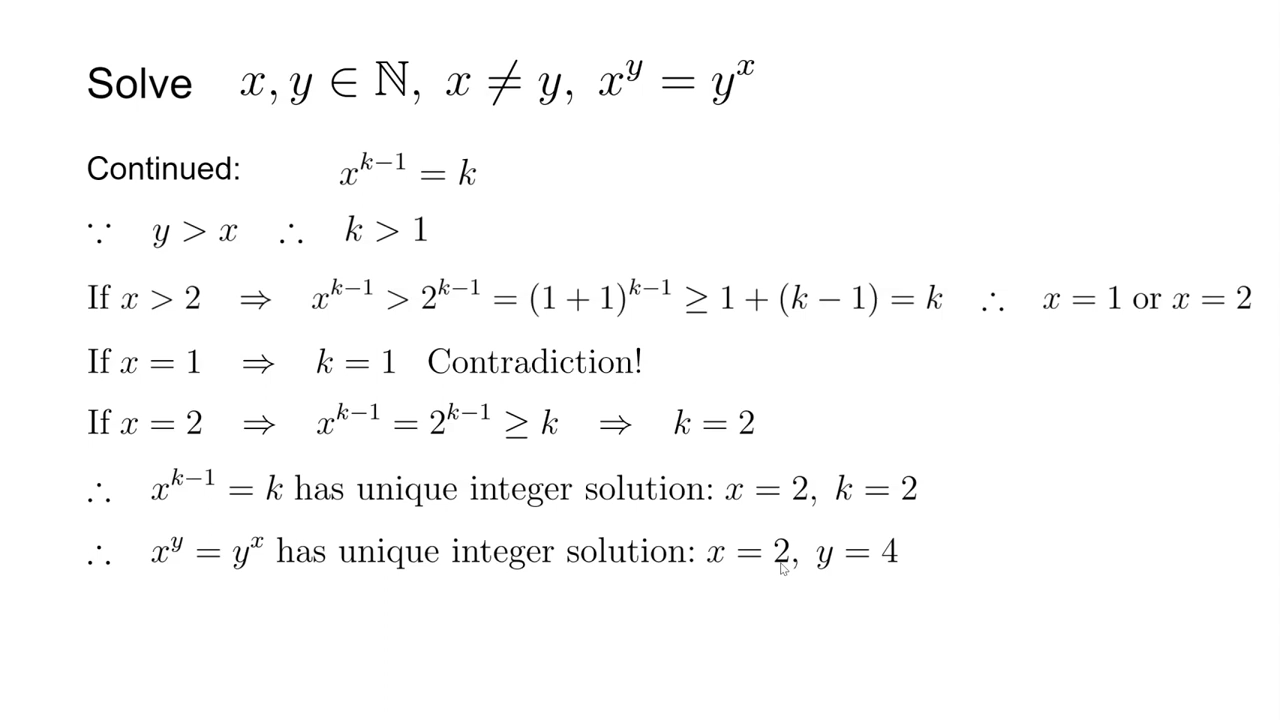 Solve x, y ∈ ℕ, x ≠ y, x^y = y^x
Continued: x^{k−1} = k
∵ y > x ∴ k > 1
If x > 2 ⇒ x^{k−1} > 2^{k−1} = (1 + 1)^{k−1} ≥ 1 + (k − 1) = k ∴ x = 1 or x = 2
If x = 1 ⇒ k = 1 Contradiction!
If x = 2 ⇒ x^{k−1} = 2^{k−1} ≥ k ⇒ k = 2
∴ x^{k−1} = k has unique integer solution: x = 2, k = 2
∴ x^y = y^x has unique integer solution: x = 2, y = 4